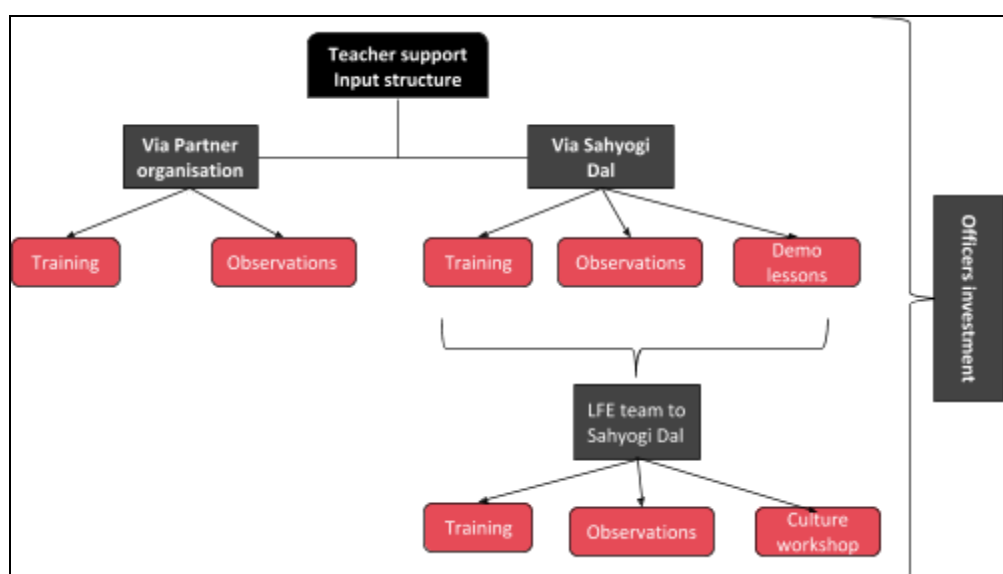 Teacher support
Input structure
Via Partner
organisation
Via Sahyogi
Dal
Training
Observations
Training
Observations
Demo
lessons
Officers investment
LFE team to
Sahyogi Dal
Training
Observations
Culture
workshop